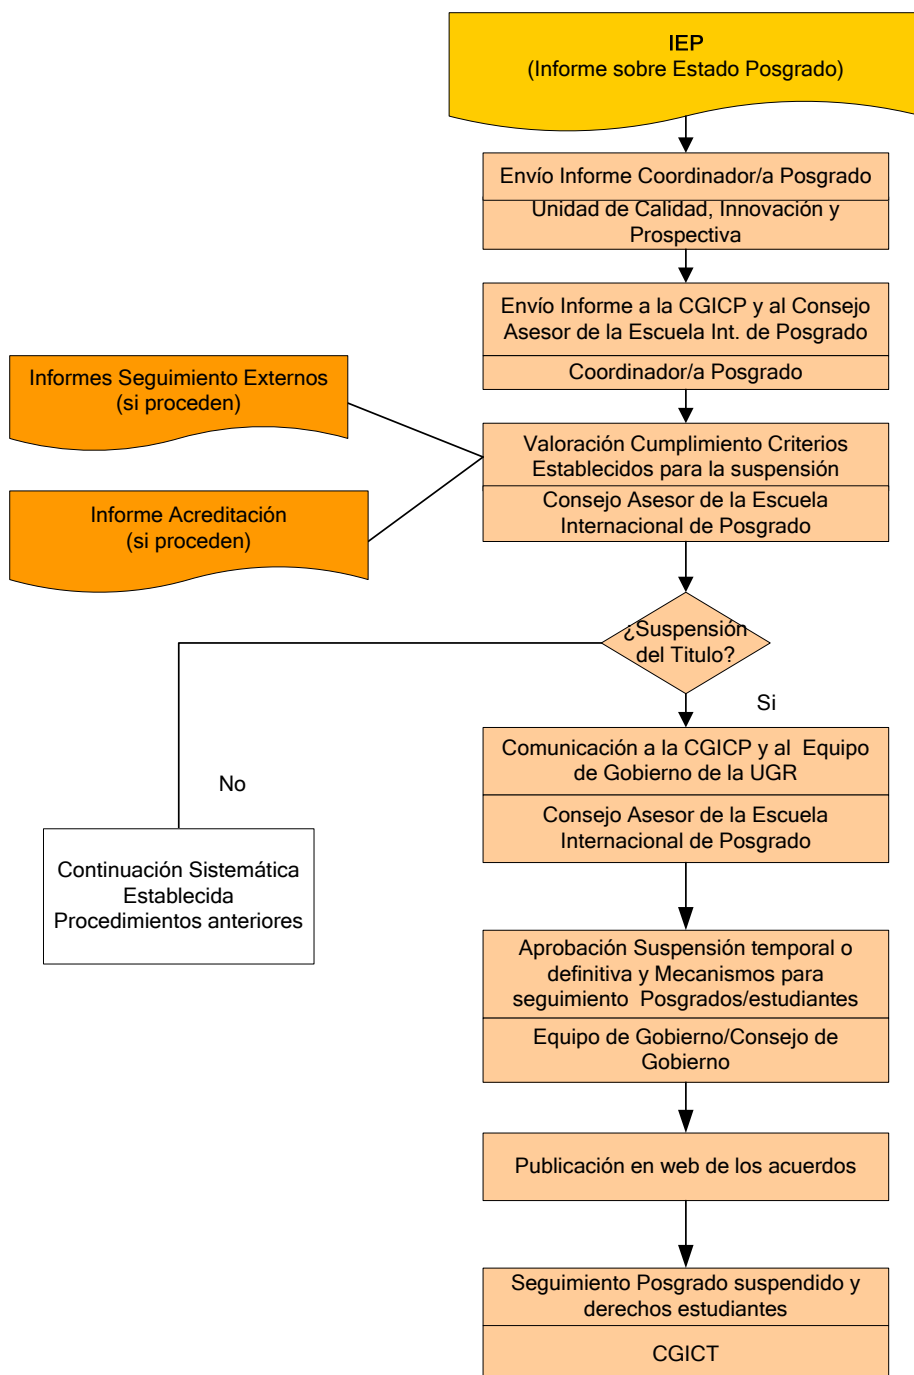 IEP
(Informe sobre Estado Posgrado)
Envío Informe Coordinador/a Posgrado
Unidad de Calidad, Innovación y
Prospectiva
Envío Informe a la CGICP y al Consejo
Asesor de la Escuela Int. de Posgrado
Coordinador/a Posgrado
Informes Seguimiento Externos
(si proceden)
Valoración Cumplimiento Criterios
Establecidos para la suspensión
Consejo Asesor de la Escuela
Internacional de Posgrado
Informe Acreditación
(si proceden)
¿Suspensión
del Titulo?
Si
No
Comunicación a la CGICP y al Equipo
de Gobierno de la UGR
Consejo Asesor de la Escuela
Internacional de Posgrado
Continuación Sistemática
Establecida
Procedimientos anteriores
Aprobación Suspensión temporal o
definitiva y Mecanismos para
seguimiento Posgrados/estudiantes
Equipo de Gobierno/Consejo de
Gobierno
Publicación en web de los acuerdos
Seguimiento Posgrado suspendido y
derechos estudiantes
CGICT